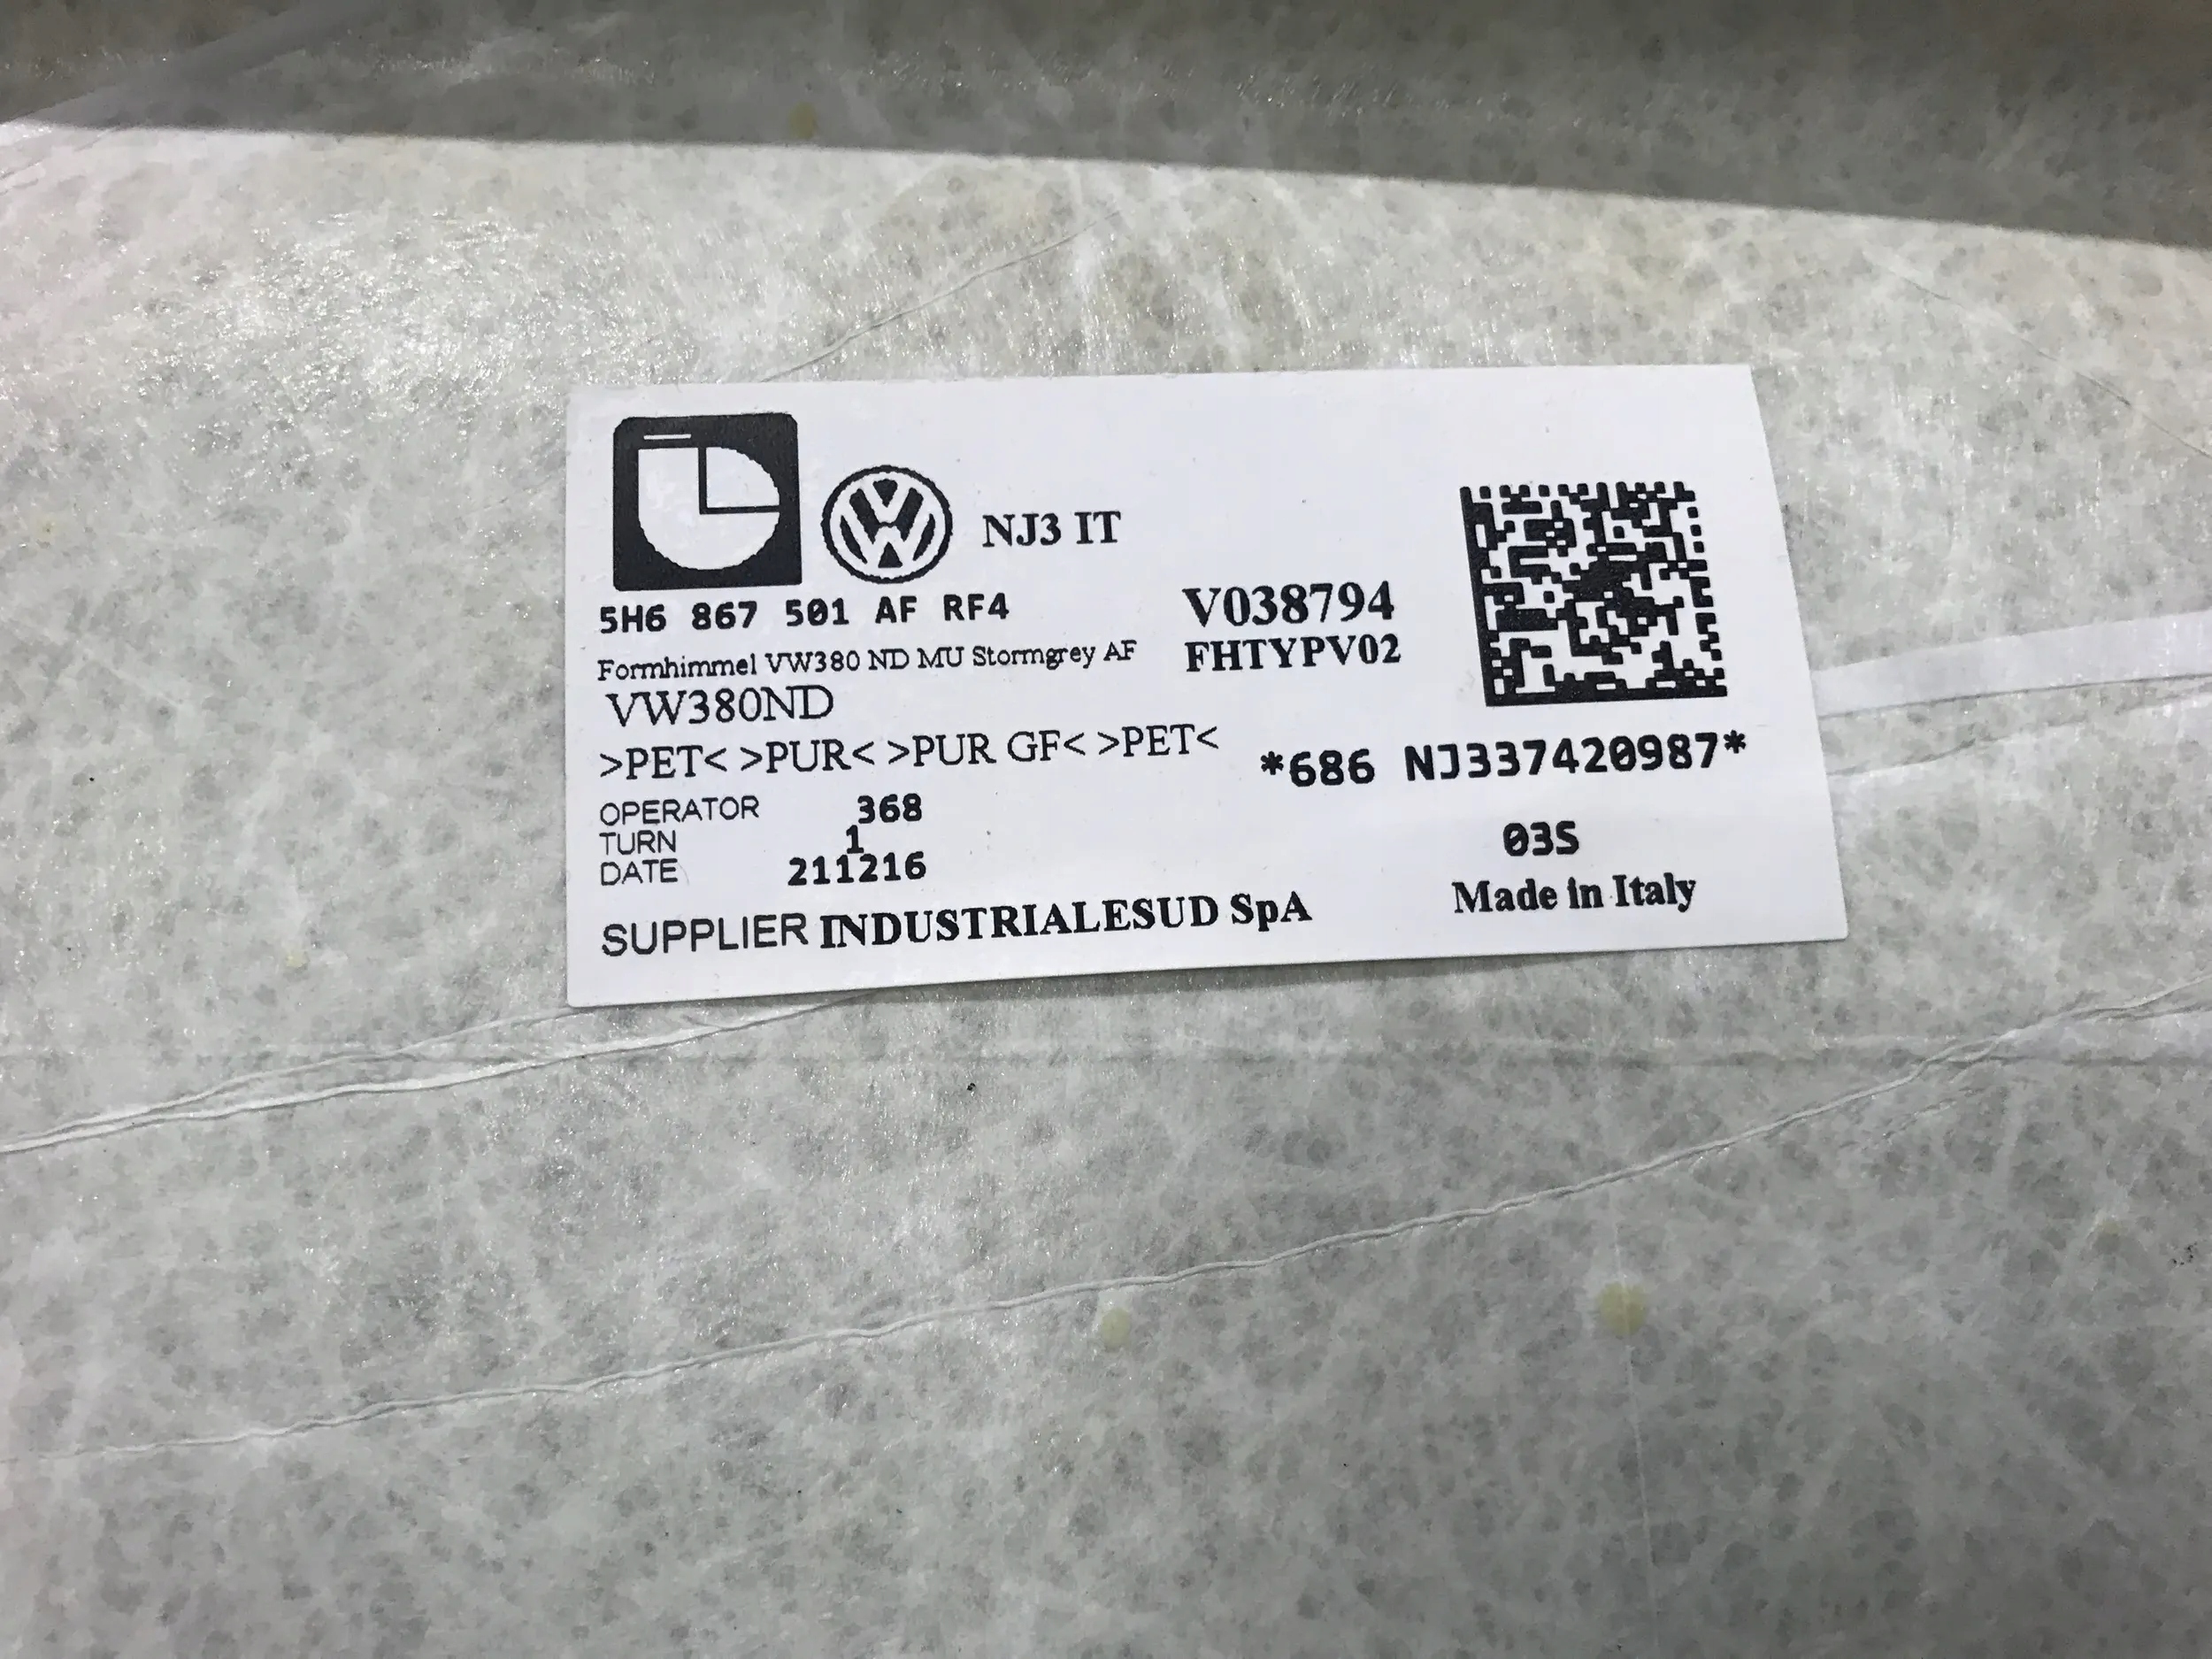 NJ3 IT
5H6 867 501 AF RF4
V038794
Formhimmel VW380 ND MU Stormgrey AF
FHTYPV02
VW380ND
>PET< >PUR< >PUR GF< >PET<
*686 NJ337420987*
OPERATOR 368
TURN 1
DATE 211216
03S
SUPPLIER INDUSTRIALESUD SpA
Made in Italy